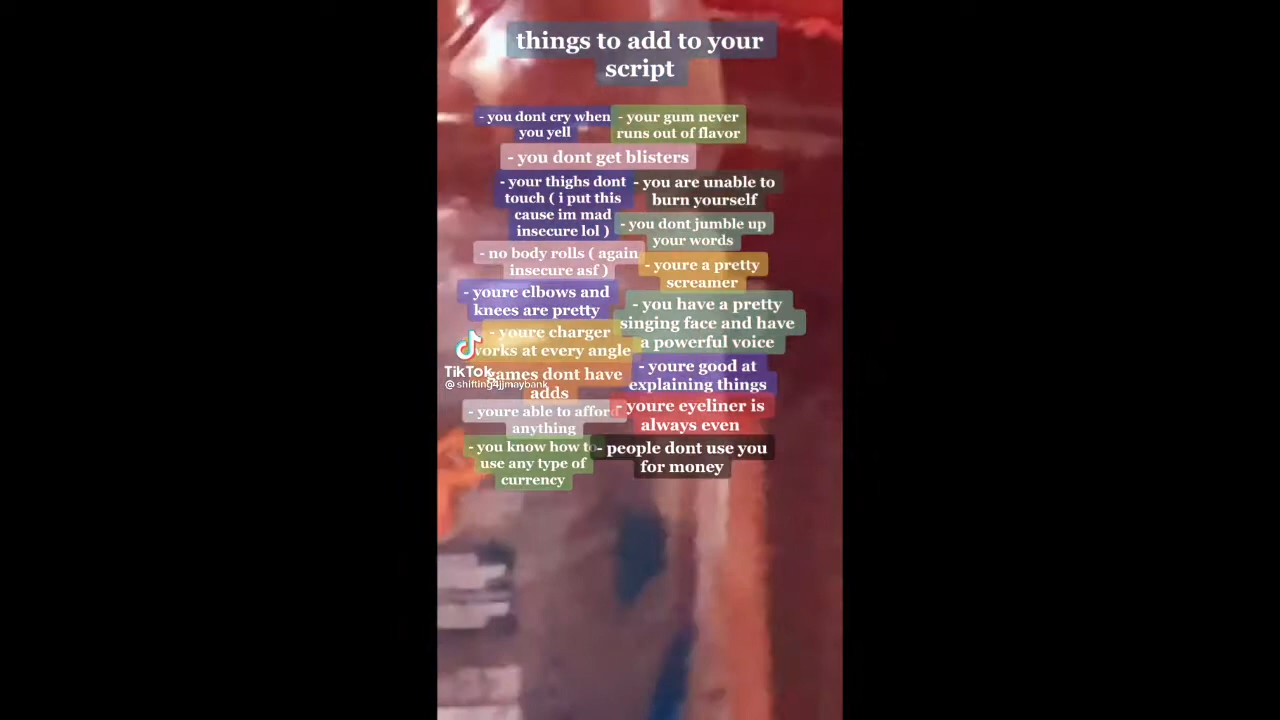 things to add to your
script
- you dont cry when
you yell
- your gum never
runs out of flavor
- you dont get blisters
- your thighs dont
touch ( i put this
cause im mad
insecure lol )
- you are unable to
burn yourself
- you dont jumble up
your words
- no body rolls ( again
insecure asf )
- youre a pretty
screamer
- youre elbows and
knees are pretty
- you have a pretty
singing face and have
a powerful voice
- youre charger
works at every angle
games dont have
adds
- youre good at
explaining things
- youre able to afford
anything
- youre eyeliner is
always even
- you know how to
use any type of
currency
- people dont use you
for money
TikTok
@shifting4jjmaybank